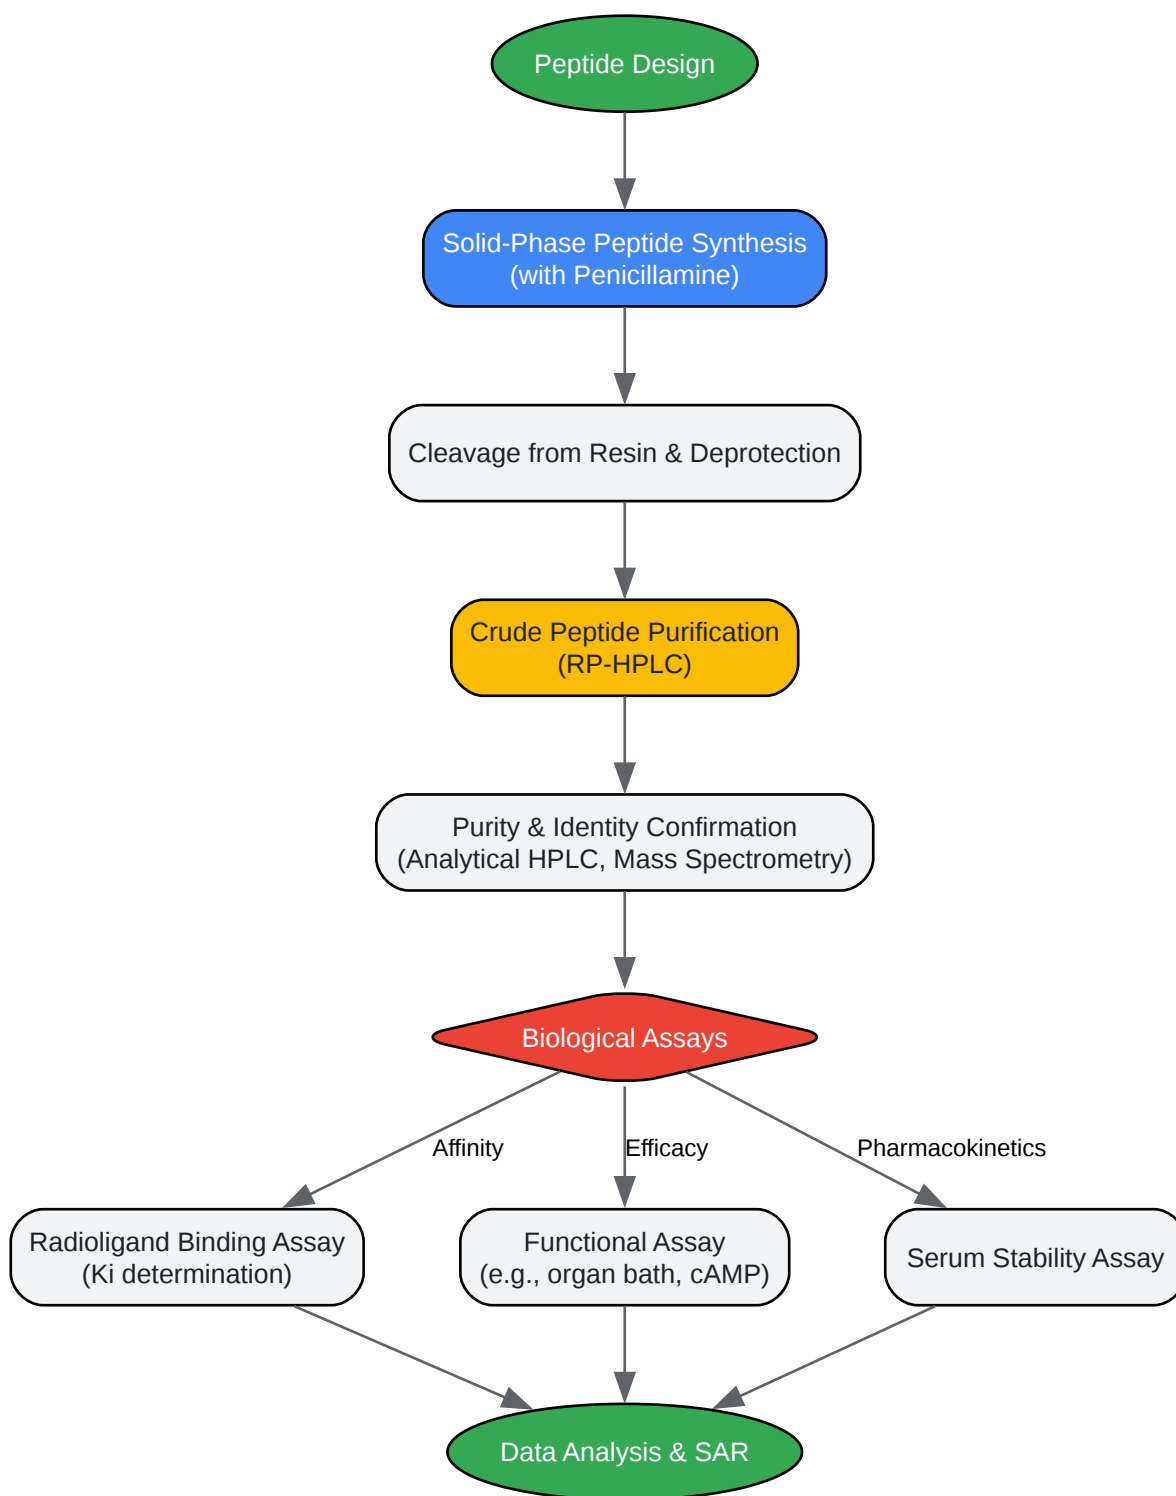 Peptide Design
Solid-Phase Peptide Synthesis
(with Penicillamine)
Cleavage from Resin & Deprotection
Crude Peptide Purification
(RP-HPLC)
Purity & Identity Confirmation
(Analytical HPLC, Mass Spectrometry)
Biological Assays
Affinity
Efficacy
Pharmacokinetics
Radioligand Binding Assay
(Ki determination)
Functional Assay
(e.g., organ bath, cAMP)
Serum Stability Assay
Data Analysis & SAR